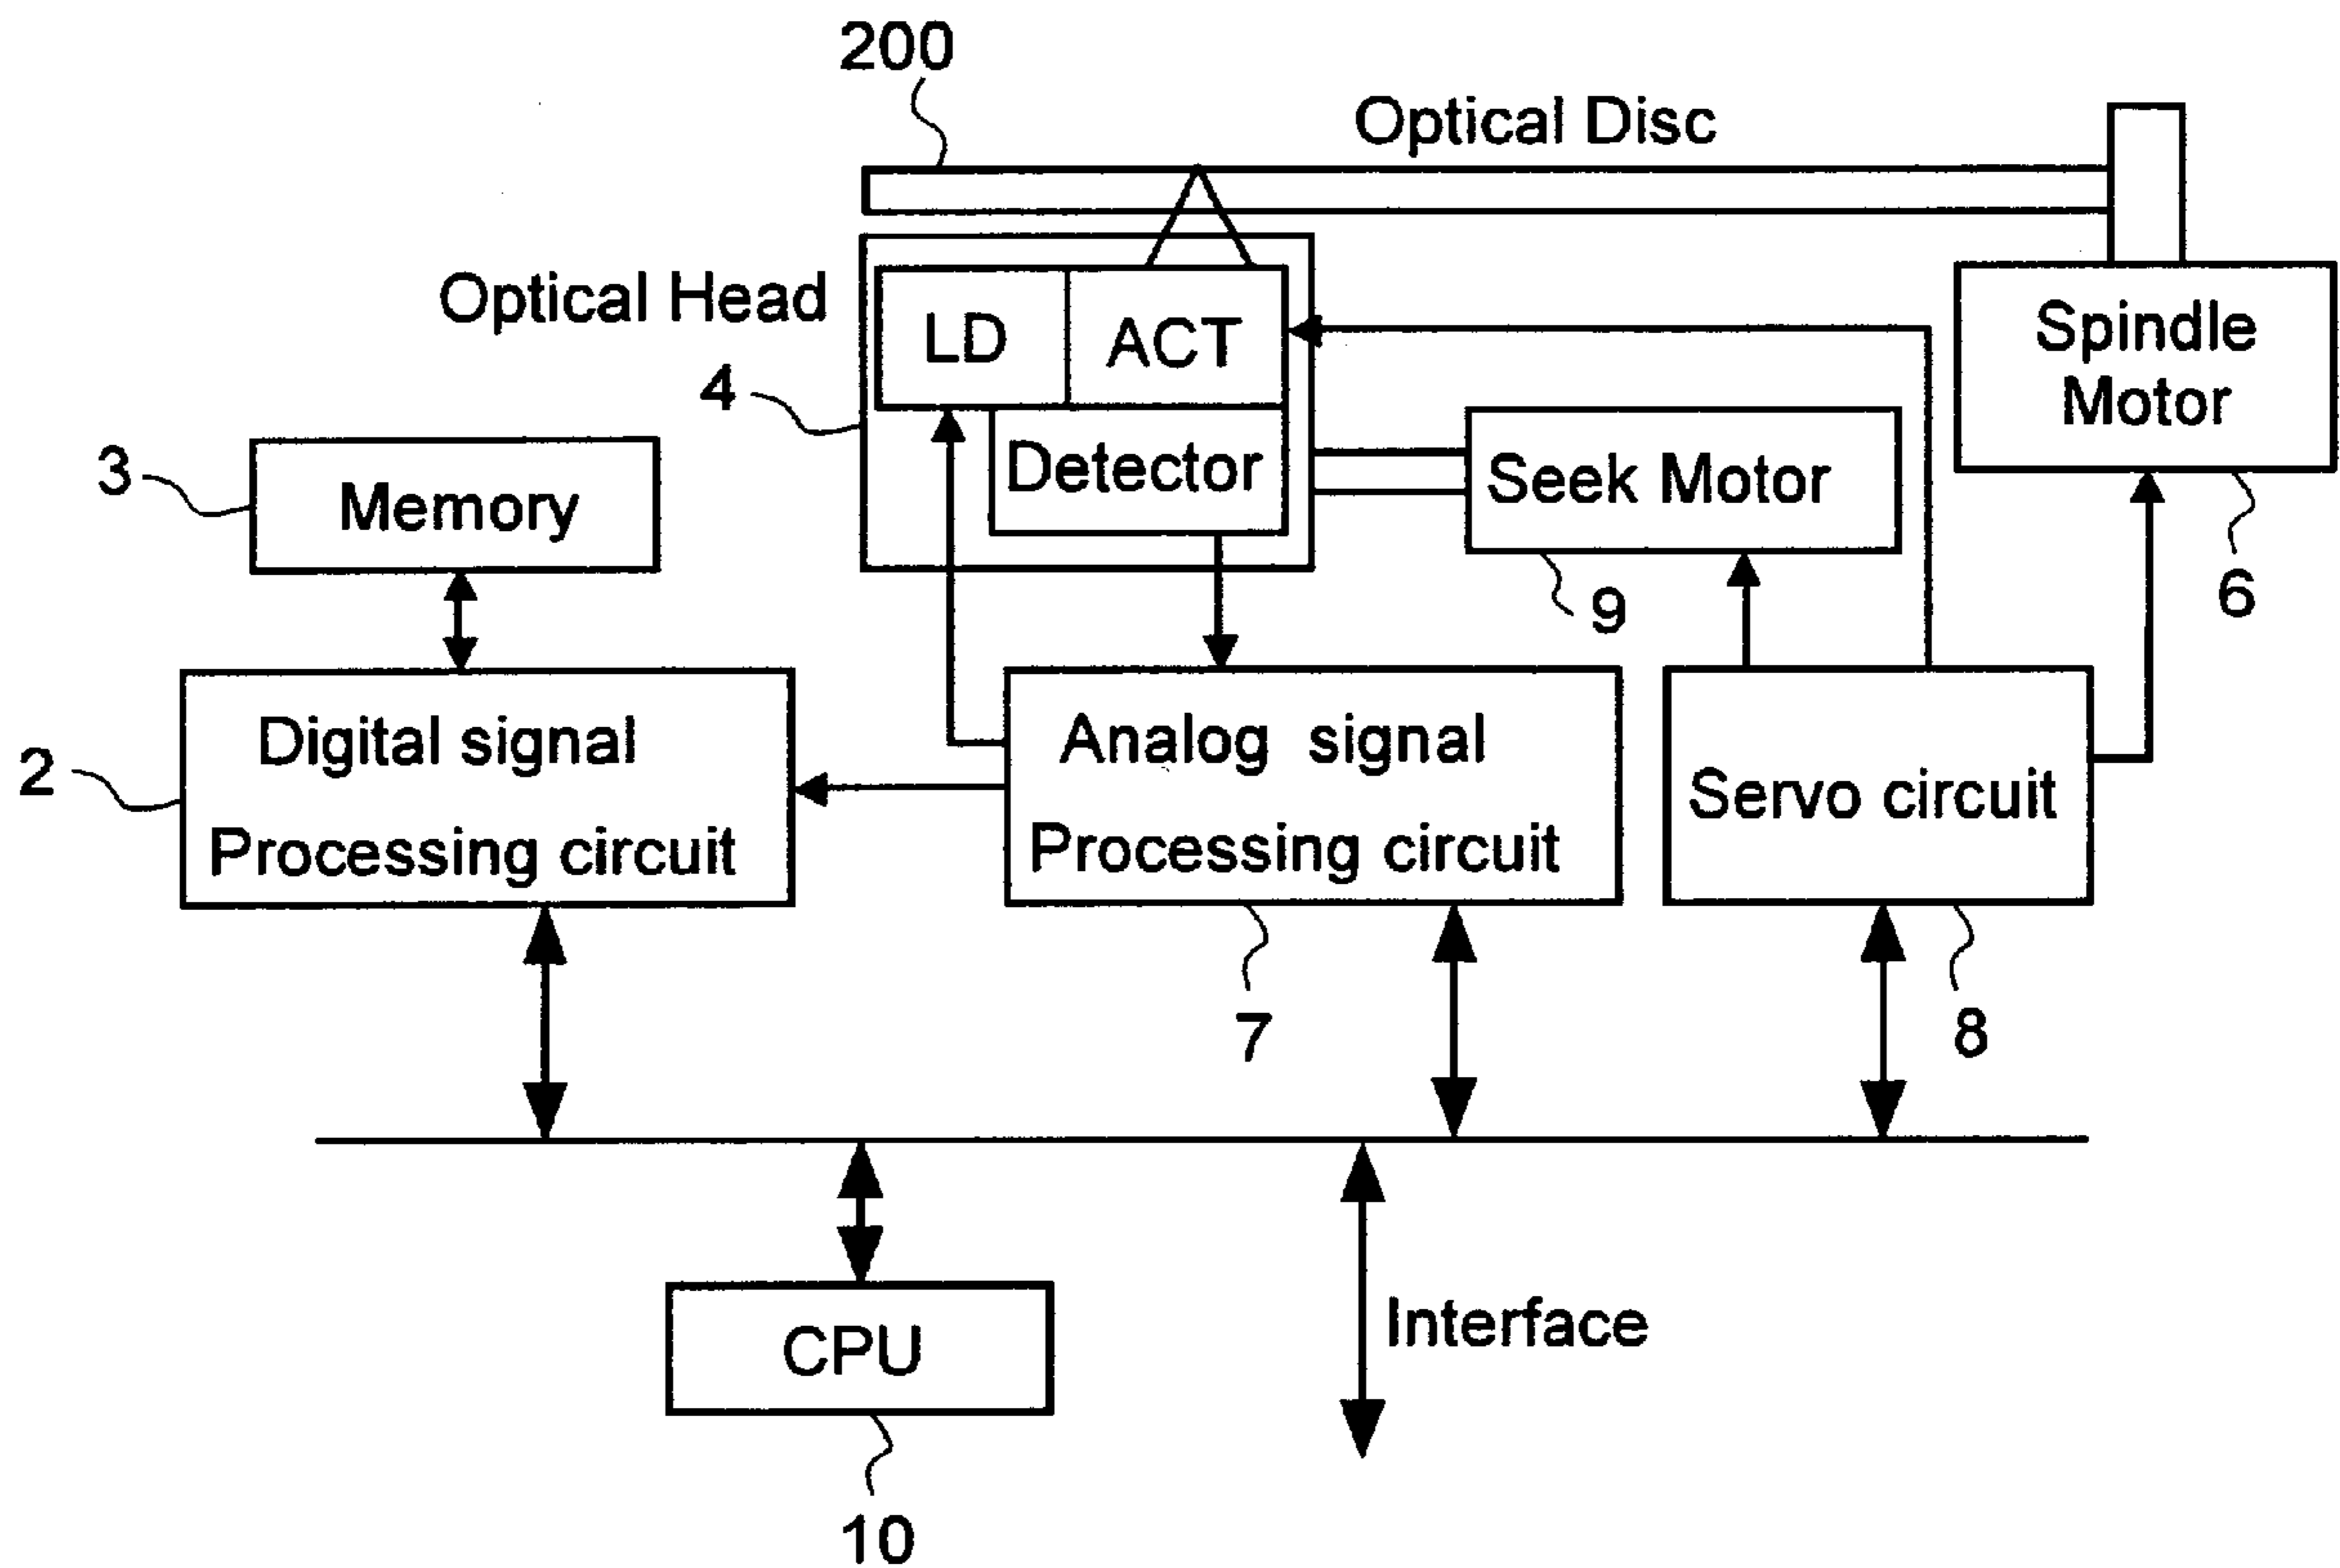 200
Optical Disc
Optical Head
LD
ACT
Spindle
Motor
4
Detector
Seek Motor
3
Memory
9
6
2
Digital signal
Processing circuit
Analog signal
Processing circuit
Servo circuit
7
8
CPU
Interface
10